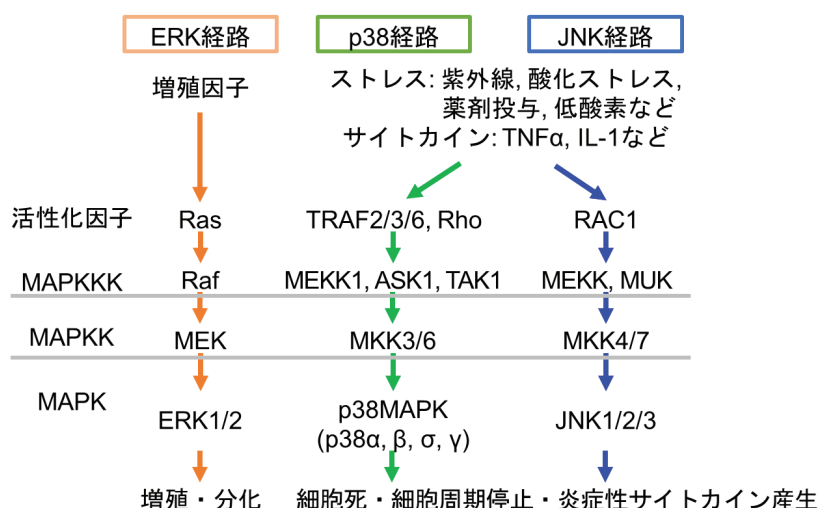 ERK経路 p38経路 JNK経路
増殖因子
ストレス: 紫外線, 酸化ストレス,
薬剤投与, 低酸素など
サイトカイン: TNFα, IL-1など
活性化因子 Ras TRAF2/3/6, Rho RAC1
MAPKKK Raf MEKK1, ASK1, TAK1 MEKK, MUK
MAPKK MEK MKK3/6 MKK4/7
MAPK ERK1/2 p38MAPK JNK1/2/3
(p38α, β, σ, γ)
増殖・分化 細胞死・細胞周期停止・炎症性サイトカイン産生